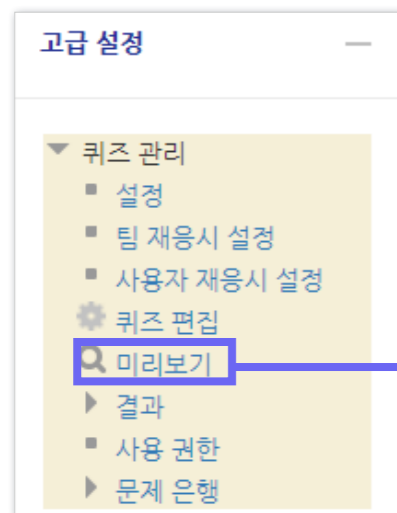 고급 설정
퀴즈 관리
설정
팀 재응시 설정
사용자 재응시 설정
퀴즈 편집
미리보기
결과
사용 권한
문제 은행